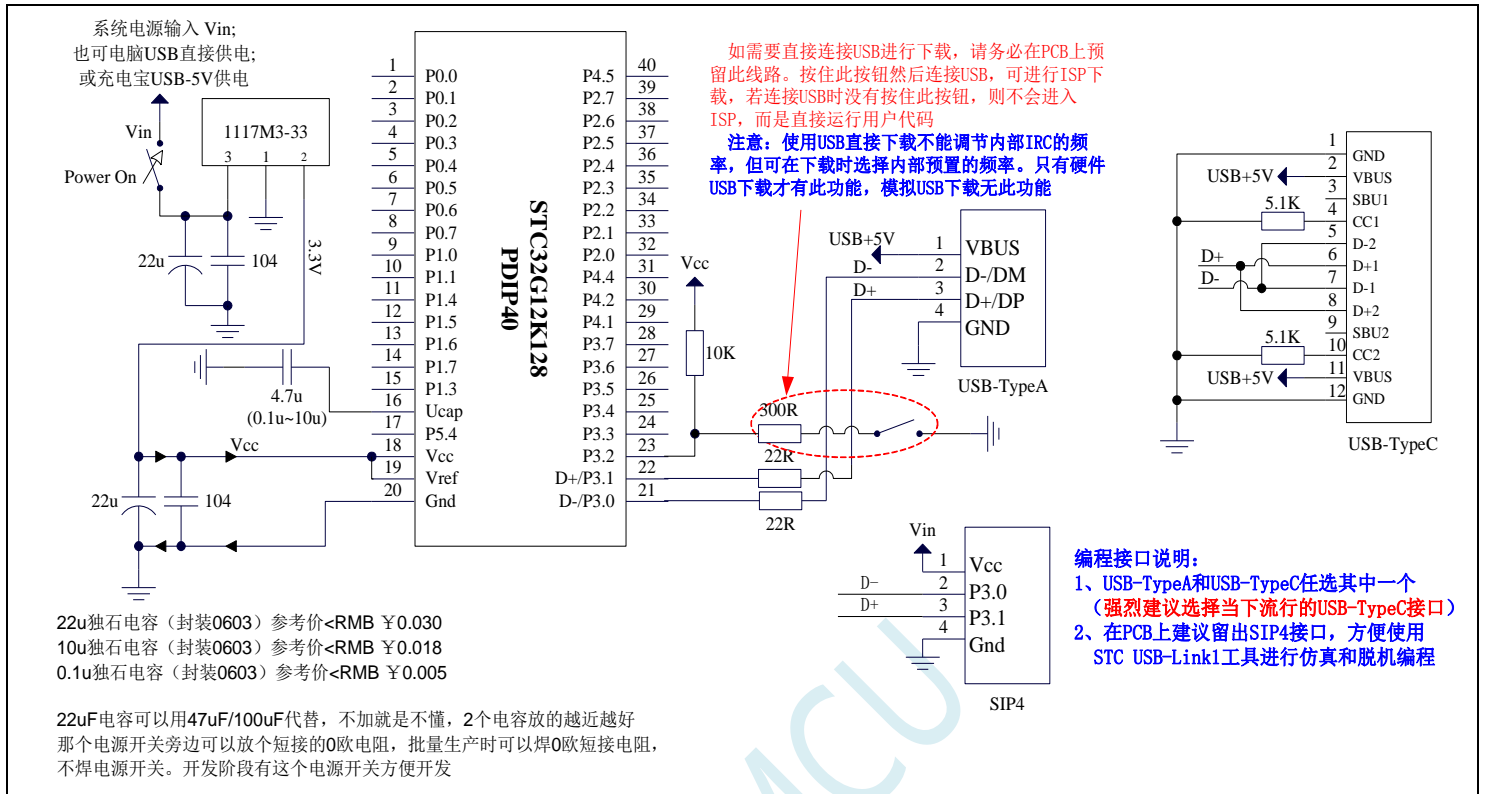 系统电源输入 Vin;
也可电脑USB直接供电;
或充电宝USB-5V供电
Vin
Power On
1117M3-33
3 1 2
22u
104
3.3V
4.7u
(0.1u~10u)
Vcc
22u
104
STC32G12K128
PDIP40
1 P0.0
2 P0.1
3 P0.2
4 P0.3
5 P0.4
6 P0.5
7 P0.6
8 P0.7
9 P1.0
10 P1.1
11 P1.4
12 P1.5
13 P1.6
14 P1.7
15 P1.3
16 Ucap
17 P5.4
18 Vcc
19 Vref
20 Gnd
P4.5 40
P2.7 39
P2.6 38
P2.5 37
P2.4 36
P2.3 35
P2.2 34
P2.1 33
P2.0 32
P4.4 31
P4.2 30
P4.1 29
P3.7 28
P3.6 27
P3.5 26
P3.4 25
P3.3 24
P3.2 23
D+/P3.1 22
D-/P3.0 21
如需要直接连接USB进行下载，请务必在PCB上预
留此线路。按住此按钮然后连接USB，可进行ISP下
载，若连接USB时没有按住此按钮，则不会进入
ISP，而是直接运行用户代码
注意：使用USB直接下载不能调节内部IRC的频
率，但可在下载时选择内部预置的频率。只有硬件
USB下载才有此功能，模拟USB下载无此功能
Vcc
10K
300R
22R
22R
USB+5V
D-
D+
1 VBUS
2 D-/DM
3 D+/DP
4 GND
USB-TypeA
USB+5V
5.1K
D+
D-
5.1K
USB+5V
1 GND
2 VBUS
3 SBU1
4 CC1
5 D-2
6 D+1
7 D-1
8 D+2
9 SBU2
10 CC2
11 VBUS
12 GND
USB-TypeC
Vin
D-
D+
1 Vcc
2 P3.0
3 P3.1
4 Gnd
SIP4
编程接口说明：
1、USB-TypeA和USB-TypeC任选其中一个
（强烈建议选择当下流行的USB-TypeC接口）
2、在PCB上建议留出SIP4接口，方便使用
STC USB-Link1工具进行仿真和脱机编程
22u独石电容（封装0603）参考价<RMB ￥0.030
10u独石电容（封装0603）参考价<RMB ￥0.018
0.1u独石电容（封装0603）参考价<RMB ￥0.005
22uF电容可以用47uF/100uF代替，不加就是不懂，2个电容放的越近越好
那个电源开关旁边可以放个短接的0欧电阻，批量生产时可以焊0欧短接电阻，
不焊电源开关。开发阶段有这个电源开关方便开发
MCU